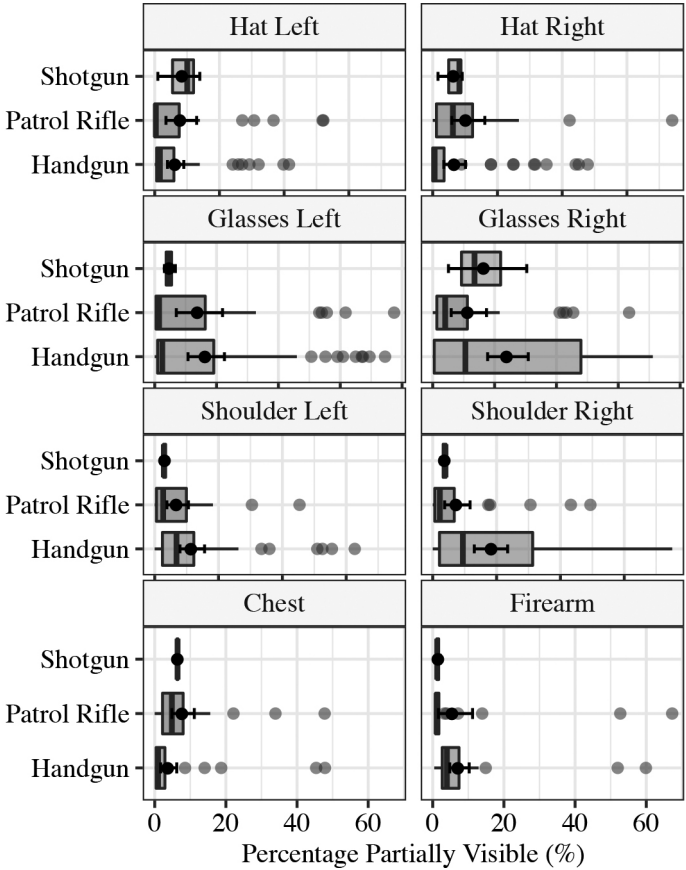 Hat Left Hat Right
Shotgun
Patrol Rifle
Handgun
Glasses Left Glasses Right
Shotgun
Patrol Rifle
Handgun
Shoulder Left Shoulder Right
Shotgun
Patrol Rifle
Handgun
Chest Firearm
Shotgun
Patrol Rifle
Handgun
0 20 40 60 0 20 40 60
Percentage Partially Visible (%)